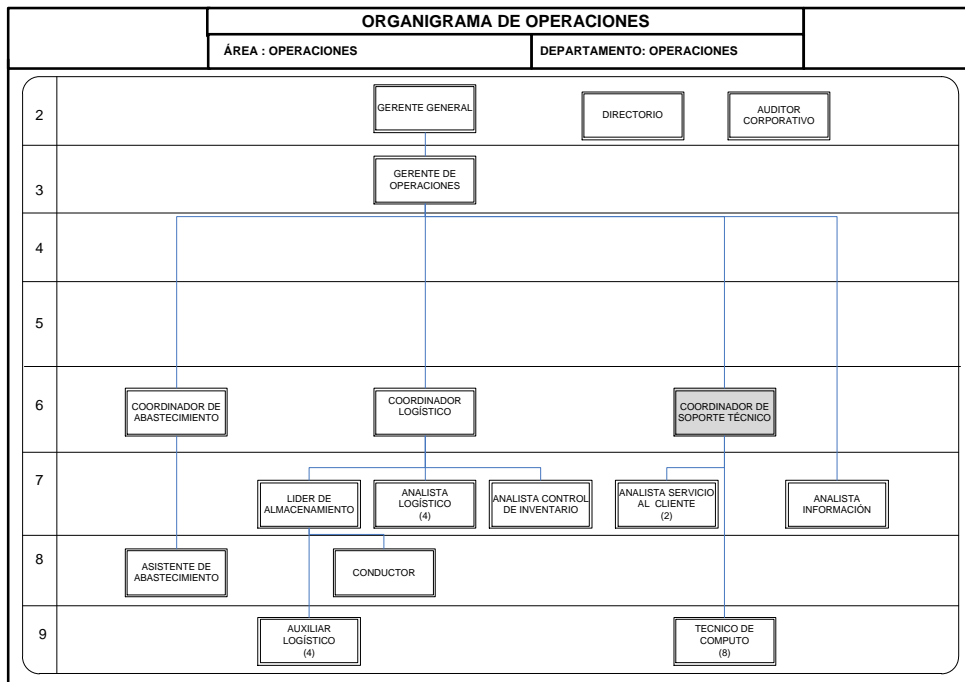 ORGANIGRAMA DE OPERACIONES
ÁREA : OPERACIONES
DEPARTAMENTO: OPERACIONES
2
GERENTE GENERAL
DIRECTORIO
AUDITOR
CORPORATIVO
3
GERENTE DE
OPERACIONES
4
5
6
COORDINADOR DE
ABASTECIMIENTO
COORDINADOR
LOGÍSTICO
COORDINADOR DE
SOPORTE TÉCNICO
7
LIDER DE
ALMACENAMIENTO
ANALISTA
LOGÍSTICO
(4)
ANALISTA CONTROL
DE INVENTARIO
ANALISTA SERVICIO
AL CLIENTE
(2)
ANALISTA
INFORMACIÓN
8
ASISTENTE DE
ABASTECIMIENTO
CONDUCTOR
9
AUXILIAR
LOGÍSTICO
(4)
TECNICO DE
COMPUTO
(8)